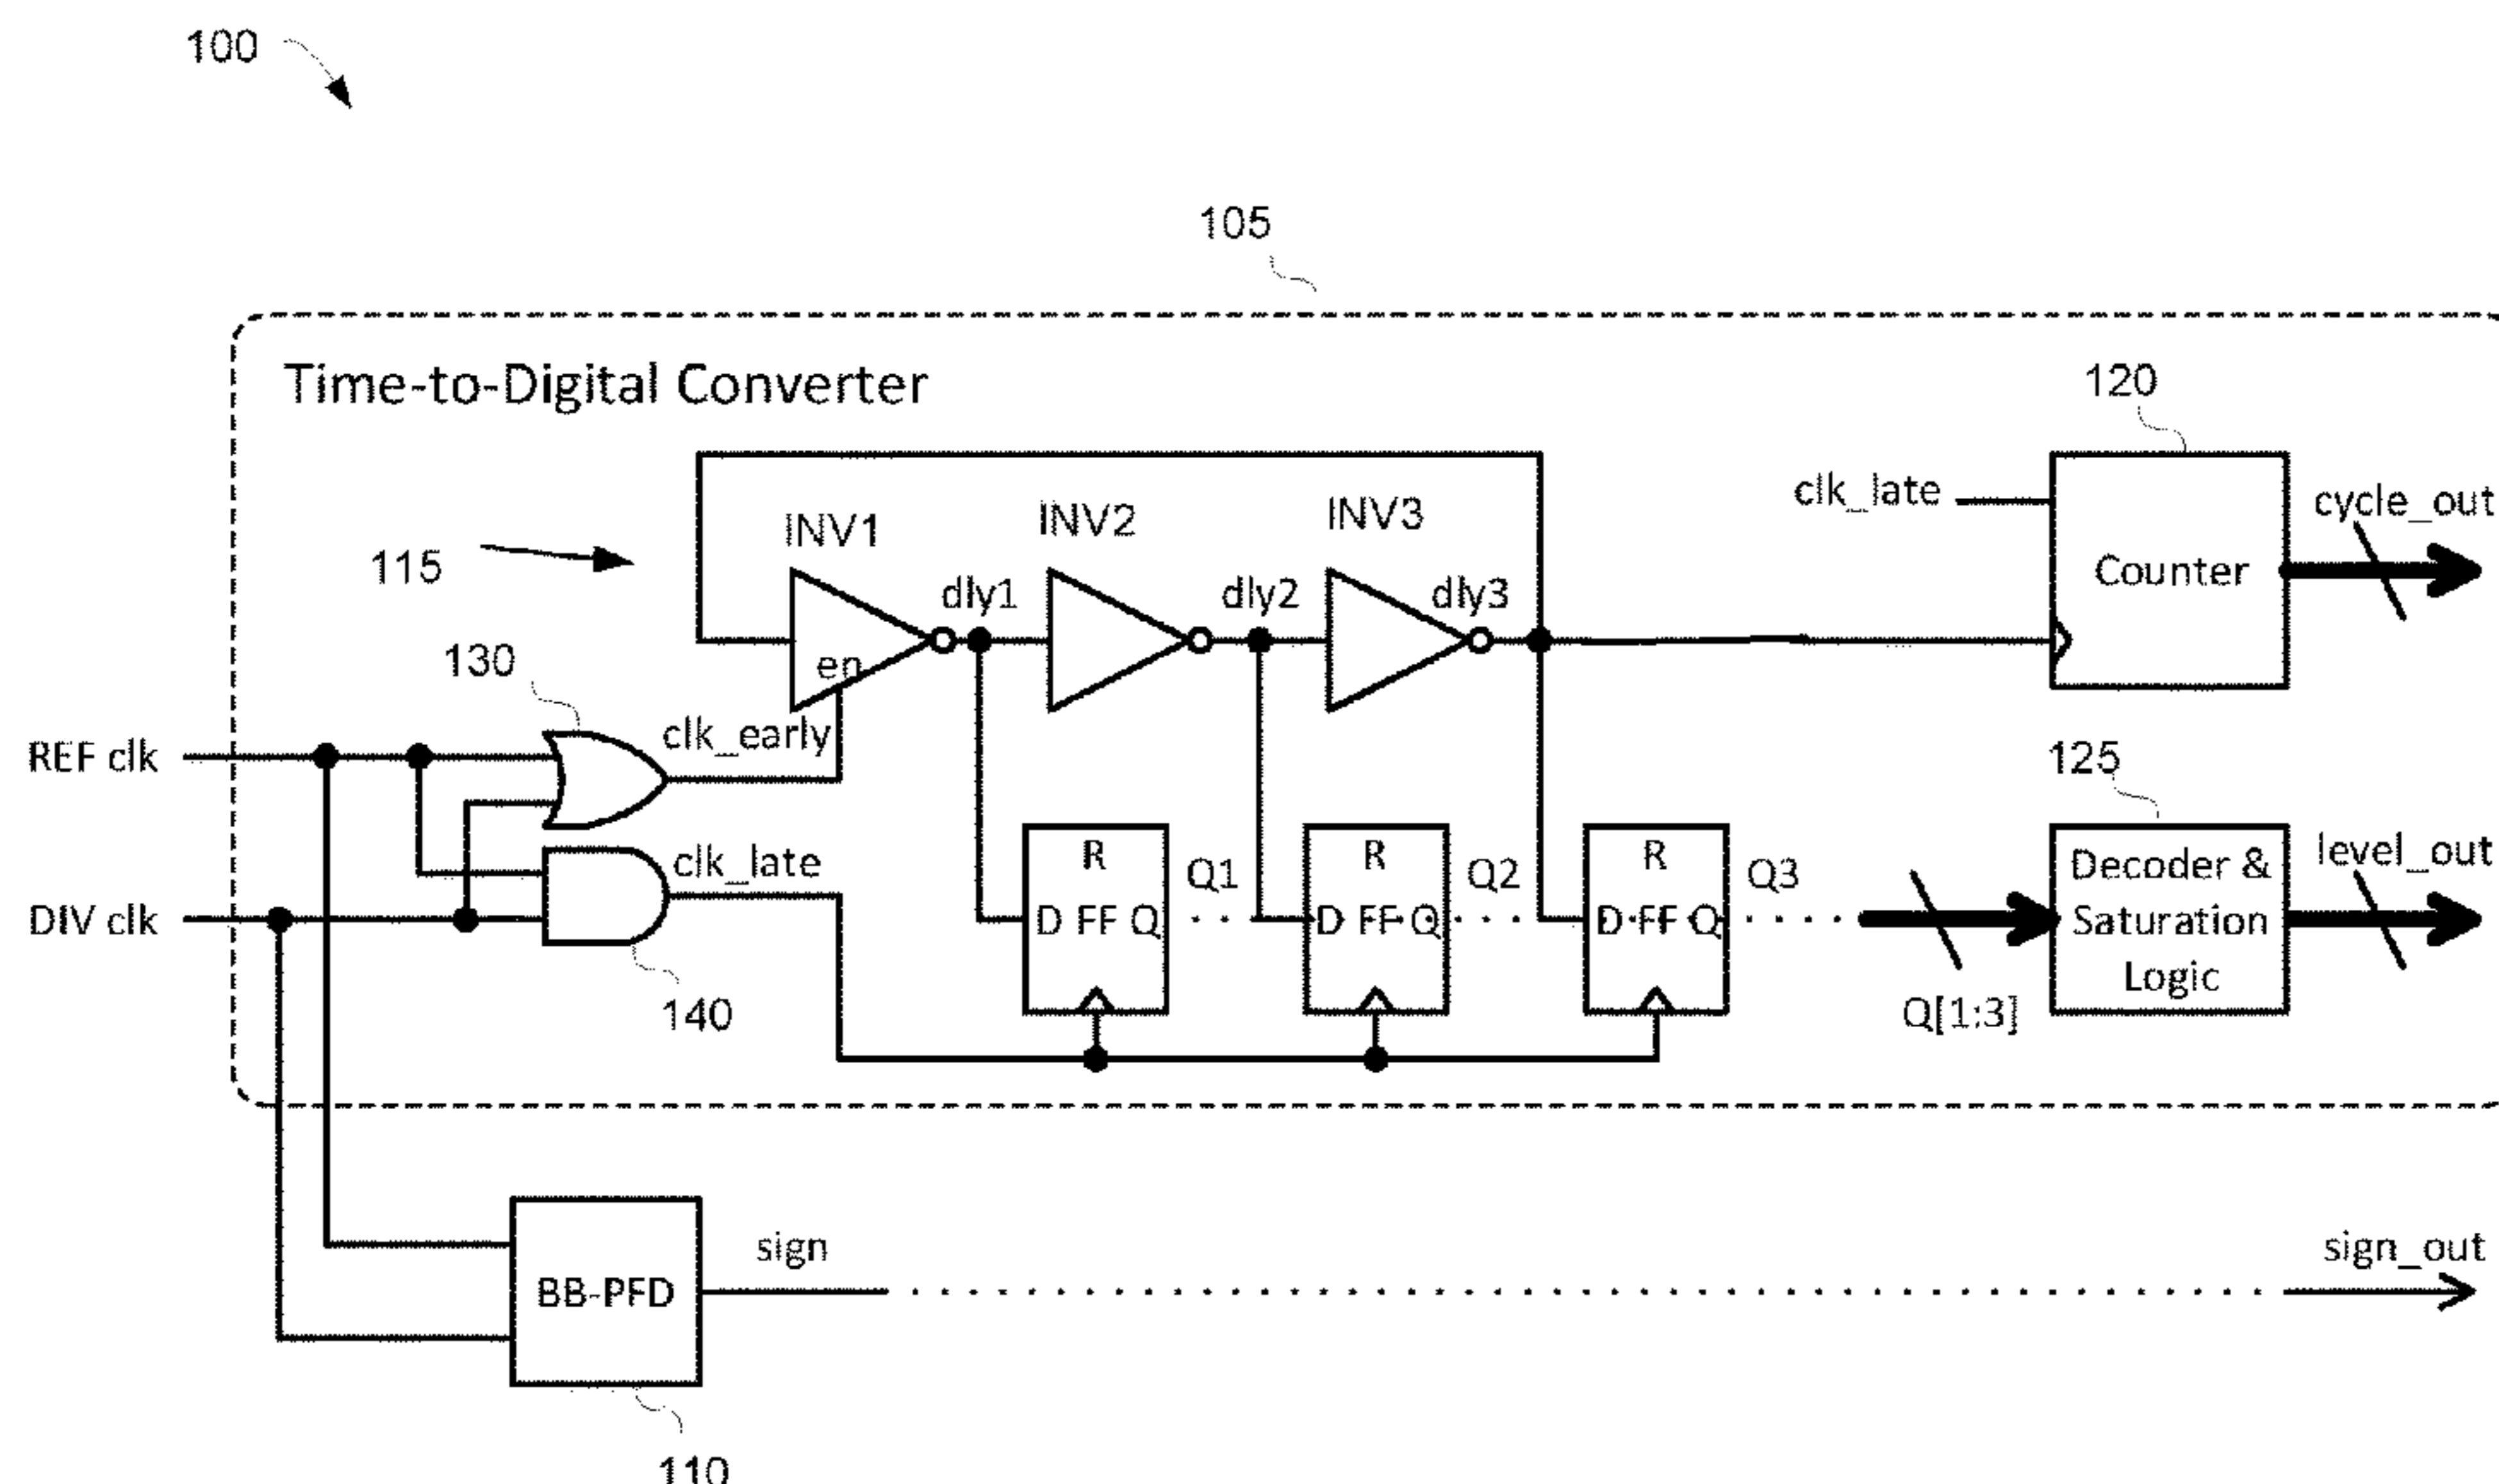 100
105
Time-to-Digital Converter
120
clk_late
cycle_out
INV1
INV2
INV3
115
Counter
dly1
dly2
dly3
130
en
clk_early
REF clk
125
R
R
R
clk_late
Q1
Q2
Q3
Decoder &
Saturation
Logic
level_out
DIV clk
D FF Q
D FF Q
D FF Q
140
Q[1:3]
sign
sign_out
BB-PFD
110